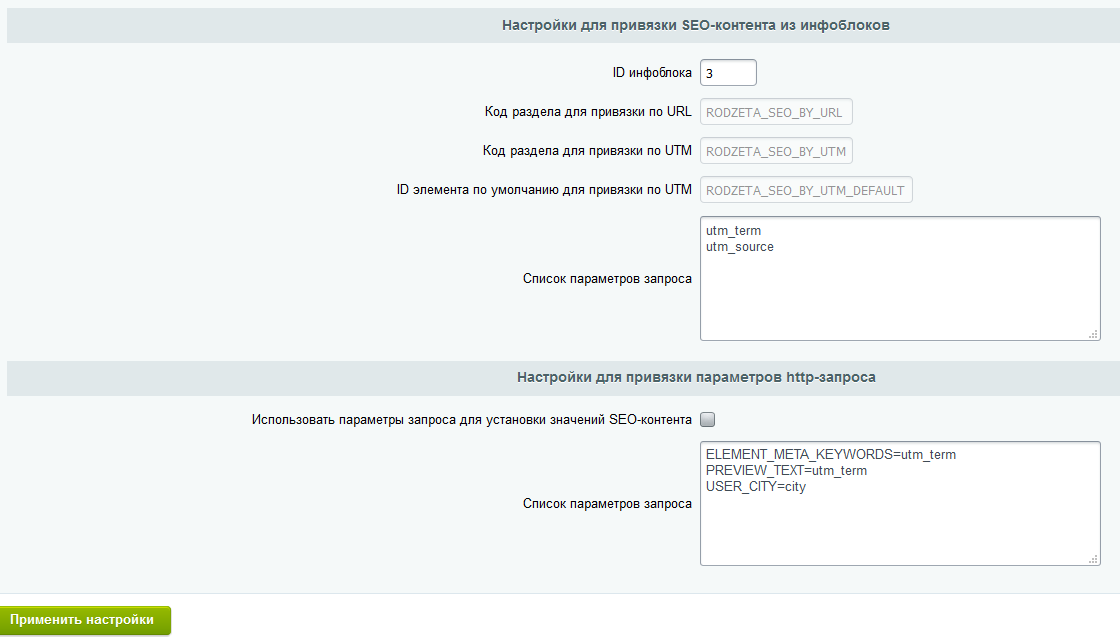 Настройки для привязки SEO-контента из инфоблоков
ID инфоблока 3
Код раздела для привязки по URL RODZETA_SEO_BY_URL
Код раздела для привязки по UTM RODZETA_SEO_BY_UTM
ID элемента по умолчанию для привязки по UTM RODZETA_SEO_BY_UTM_DEFAULT
utm_term
utm_source
Список параметров запроса
Настройки для привязки параметров http-запроса
Использовать параметры запроса для установки значений SEO-контента
ELEMENT_META_KEYWORDS=utm_term
PREVIEW_TEXT=utm_term
USER_CITY=city
Список параметров запроса
Применить настройки